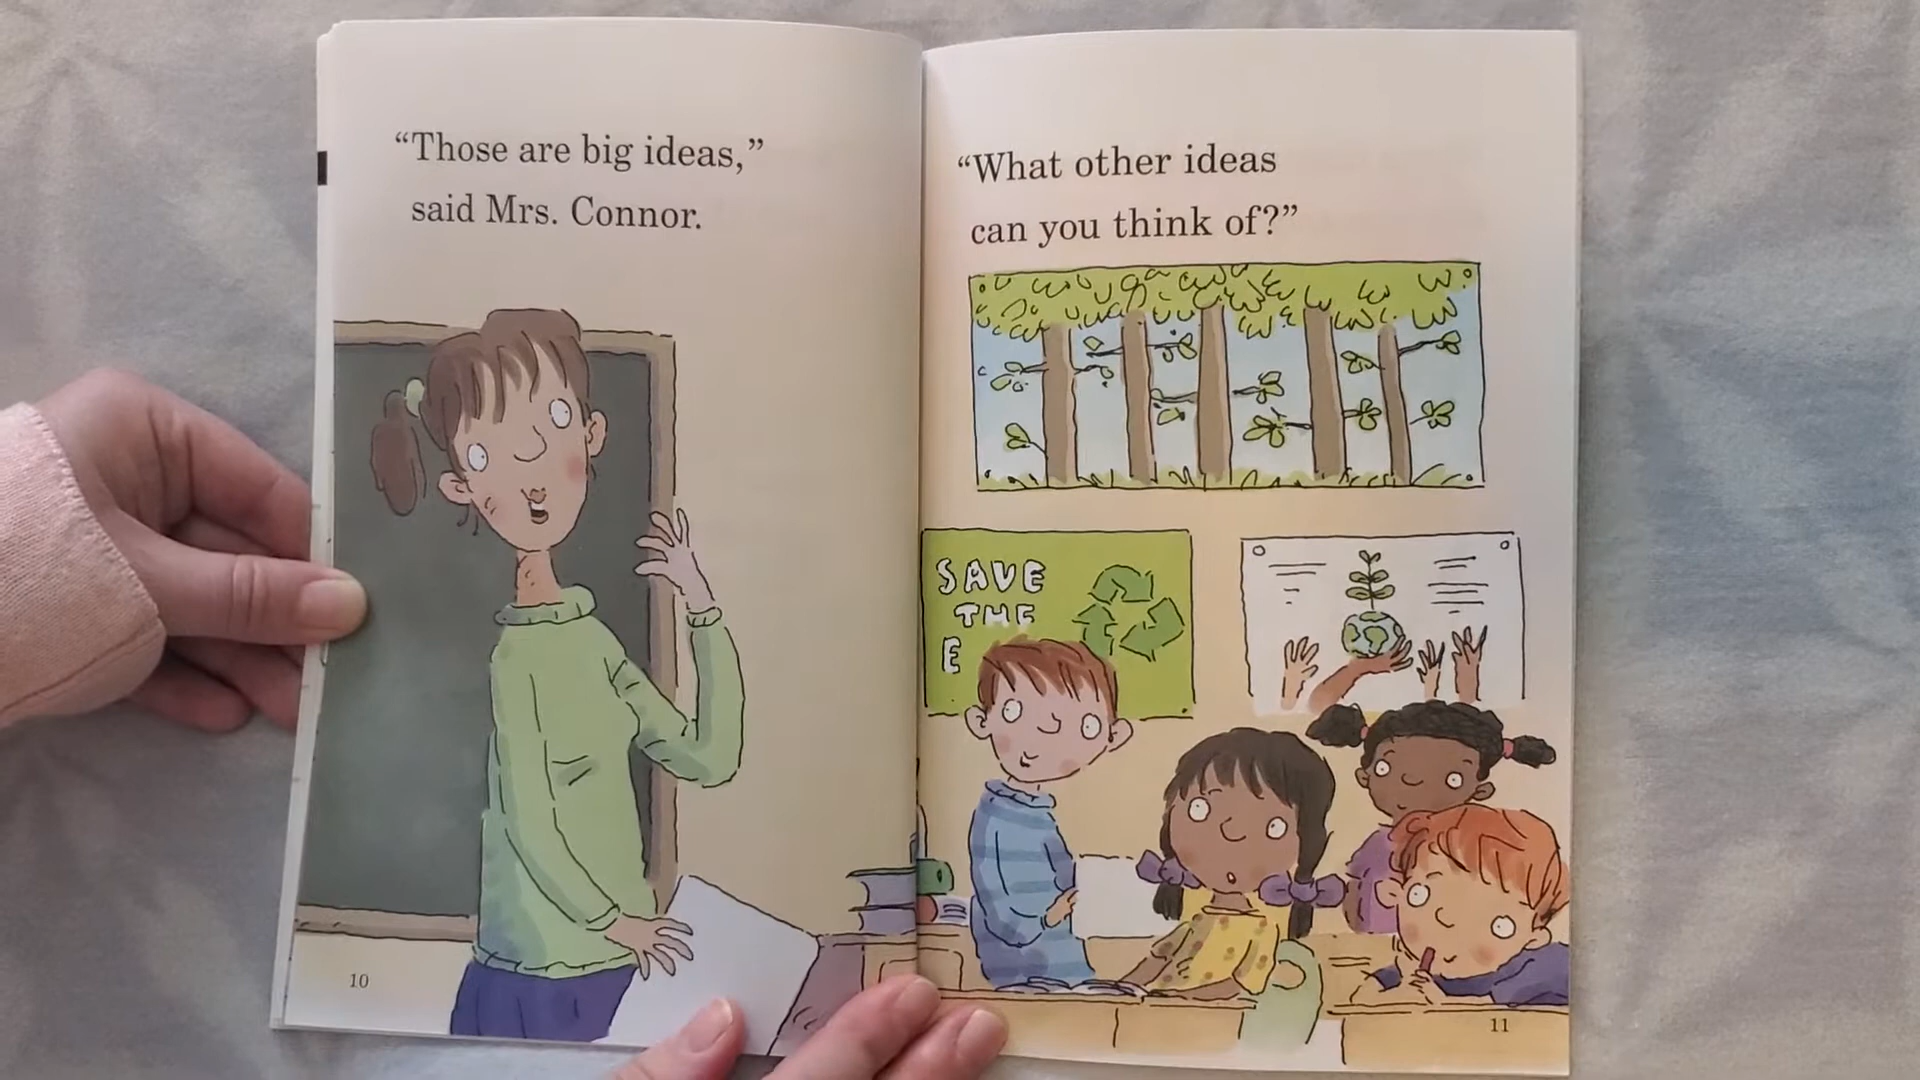 “Those are big ideas,”
said Mrs. Connor.
10
“What other ideas
can you think of?”
SAVE
THE
E
11